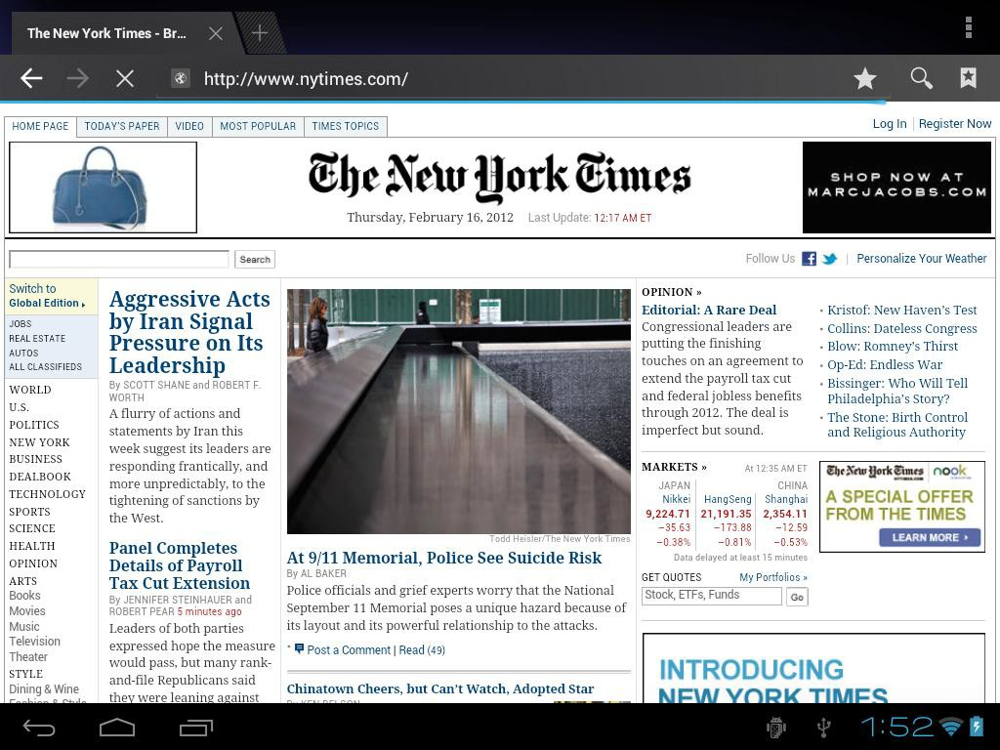 The New York Times - Br...
http://www.nytimes.com/
HOME PAGE
TODAY'S PAPER
VIDEO
MOST POPULAR
TIMES TOPICS
Log In
Register Now
The New York Times
Thursday, February 16, 2012
Last Update: 12:17 AM ET
SHOP NOW AT
MARCJACOBS.COM
Search
Follow Us
Personalize Your Weather
Switch to
Global Edition
JOBS
REAL ESTATE
AUTOS
ALL CLASSIFIEDS
WORLD
U.S.
POLITICS
NEW YORK
BUSINESS
DEALBOOK
TECHNOLOGY
SPORTS
SCIENCE
HEALTH
OPINION
ARTS
Books
Movies
Music
Television
Theater
STYLE
Dining & Wine
Fashion & Style
Aggressive Acts
by Iran Signal
Pressure on Its
Leadership
By SCOTT SHANE and ROBERT F.
WORTH
A flurry of actions and
statements by Iran this
week suggest its leaders are
responding frantically, and
more unpredictably, to the
tightening of sanctions by
the West.
Panel Completes
Details of Payroll
Tax Cut Extension
By JENNIFER STEINHAUER and
ROBERT PEAR 5 minutes ago
Leaders of both parties
expressed hope the measure
would pass, but many rank-
and-file Republicans said
they were leaning against
Todd Heisler/The New York Times
At 9/11 Memorial, Police See Suicide Risk
By AL BAKER
Police officials and grief experts worry that the National
September 11 Memorial poses a unique hazard because of
its layout and its powerful relationship to the attacks.
Post a Comment | Read (49)
Chinatown Cheers, but Can't Watch, Adopted Star
By KEN BELSON
OPINION »
Editorial: A Rare Deal
Congressional leaders are
putting the finishing
touches on an agreement to
extend the payroll tax cut
and federal jobless benefits
through 2012. The deal is
imperfect but sound.
Kristof: New Haven's Test
Collins: Dateless Congress
Blow: Romney's Thirst
Op-Ed: Endless War
Bissinger: Who Will Tell
Philadelphia's Story?
The Stone: Birth Control
and Religious Authority
MARKETS »
At 12:35 AM ET
JAPAN
CHINA
Nikkei
HangSeng
Shanghai
9,224.71
21,191.35
2,354.11
−35.63
−173.88
−12.59
−0.38%
−0.81%
−0.53%
Data delayed at least 15 minutes
GET QUOTES
My Portfolios »
Stock, ETFs, Funds
Go
The New York Times
NYTIMES.COM
nook
A SPECIAL OFFER
FROM THE TIMES
LEARN MORE
INTRODUCING
NEW YORK TIMES
1:52